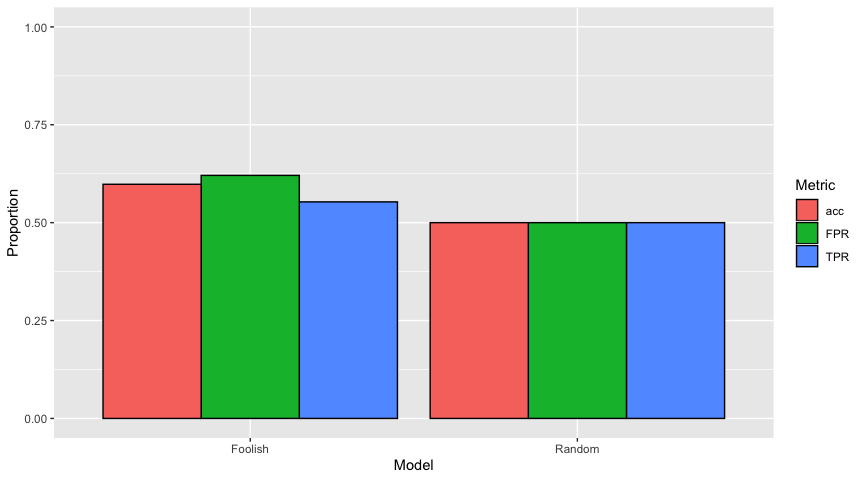 1.00
0.75
0.50
0.25
0.00
Proportion
Foolish
Random
Model
Metric
acc
FPR
TPR